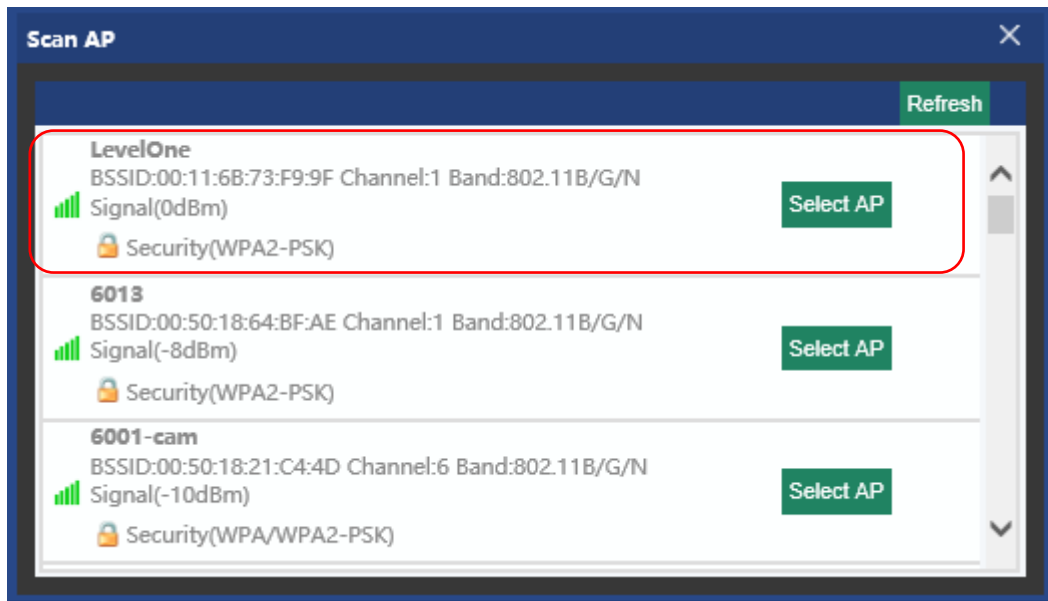 Scan AP
Refresh
LevelOne
BSSID:00:11:6B:73:F9:9F Channel:1 Band:802.11B/G/N
Signal(0dBm)
Select AP
Security(WPA2-PSK)
6013
BSSID:00:50:18:64:BF:AE Channel:1 Band:802.11B/G/N
Signal(-8dBm)
Select AP
Security(WPA2-PSK)
6001-cam
BSSID:00:50:18:21:C4:4D Channel:6 Band:802.11B/G/N
Signal(-10dBm)
Select AP
Security(WPA/WPA2-PSK)